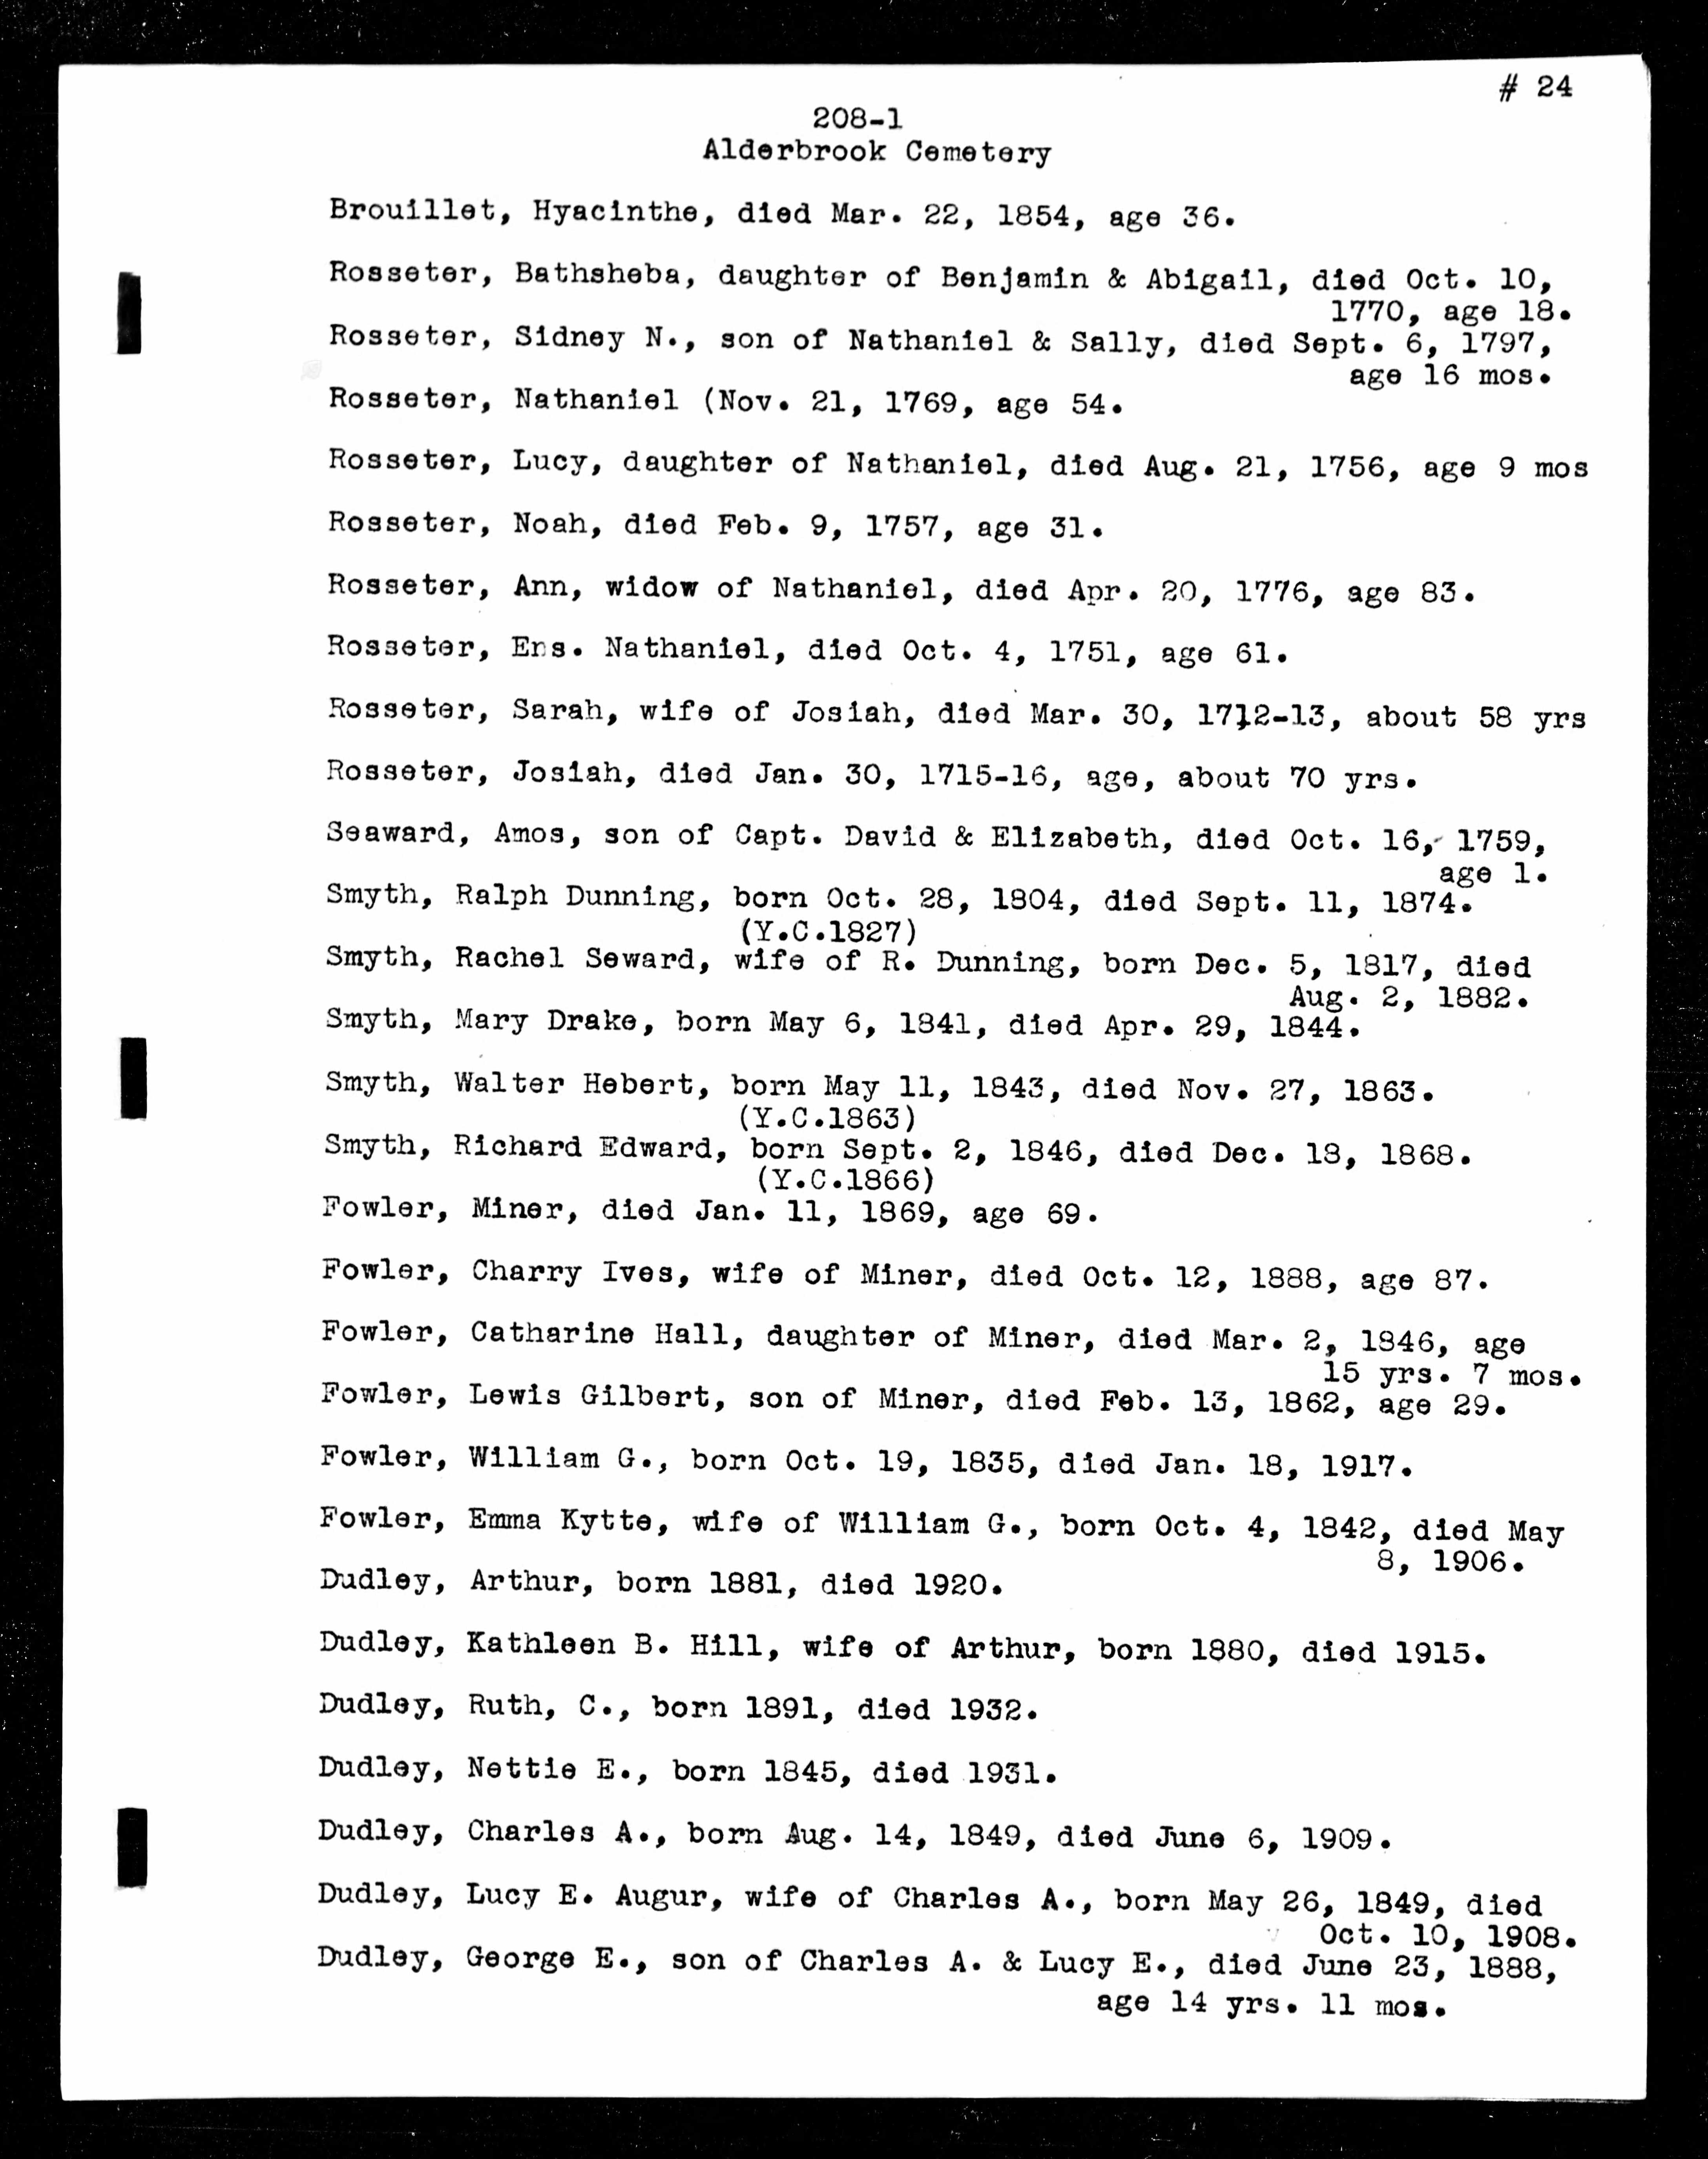 # 24
208-1
Alderbrook Cemetery
Brouillet, Hyacinthe, died Mar. 22, 1854, age 36.
Rosseter, Bathsheba, daughter of Benjamin & Abigail, died Oct. 10,
1770, age 18.
Rosseter, Sidney N., son of Nathaniel & Sally, died Sept. 6, 1797,
age 16 mos.
Rosseter, Nathaniel (Nov. 21, 1769, age 54.
Rosseter, Lucy, daughter of Nathaniel, died Aug. 21, 1756, age 9 mos
Rosseter, Noah, died Feb. 9, 1757, age 31.
Rosseter, Ann, widow of Nathaniel, died Apr. 20, 1776, age 83.
Rosseter, Ens. Nathaniel, died Oct. 4, 1751, age 61.
Rosseter, Sarah, wife of Josiah, died Mar. 30, 1712-13, about 58 yrs
Rosseter, Josiah, died Jan. 30, 1715-16, age, about 70 yrs.
Seaward, Amos, son of Capt. David & Elizabeth, died Oct. 16, 1759,
age 1.
Smyth, Ralph Dunning, born Oct. 28, 1804, died Sept. 11, 1874.
(Y.C.1827)
Smyth, Rachel Seward, wife of R. Dunning, born Dec. 5, 1817, died
Aug. 2, 1882.
Smyth, Mary Drake, born May 6, 1841, died Apr. 29, 1844.
Smyth, Walter Hebert, born May 11, 1843, died Nov. 27, 1863.
(Y.C.1863)
Smyth, Richard Edward, born Sept. 2, 1846, died Dec. 18, 1868.
(Y.C.1866)
Fowler, Miner, died Jan. 11, 1869, age 69.
Fowler, Charry Ives, wife of Miner, died Oct. 12, 1888, age 87.
Fowler, Catharine Hall, daughter of Miner, died Mar. 2, 1846, age
15 yrs. 7 mos.
Fowler, Lewis Gilbert, son of Miner, died Feb. 13, 1862, age 29.
Fowler, William G., born Oct. 19, 1835, died Jan. 18, 1917.
Fowler, Emma Kytte, wife of William G., born Oct. 4, 1842, died May
8, 1906.
Dudley, Arthur, born 1881, died 1920.
Dudley, Kathleen B. Hill, wife of Arthur, born 1880, died 1915.
Dudley, Ruth, C., born 1891, died 1932.
Dudley, Nettie E., born 1845, died 1931.
Dudley, Charles A., born Aug. 14, 1849, died June 6, 1909.
Dudley, Lucy E. Augur, wife of Charles A., born May 26, 1849, died
Oct. 10, 1908.
Dudley, George E., son of Charles A. & Lucy E., died June 23, 1888,
age 14 yrs. 11 mos.